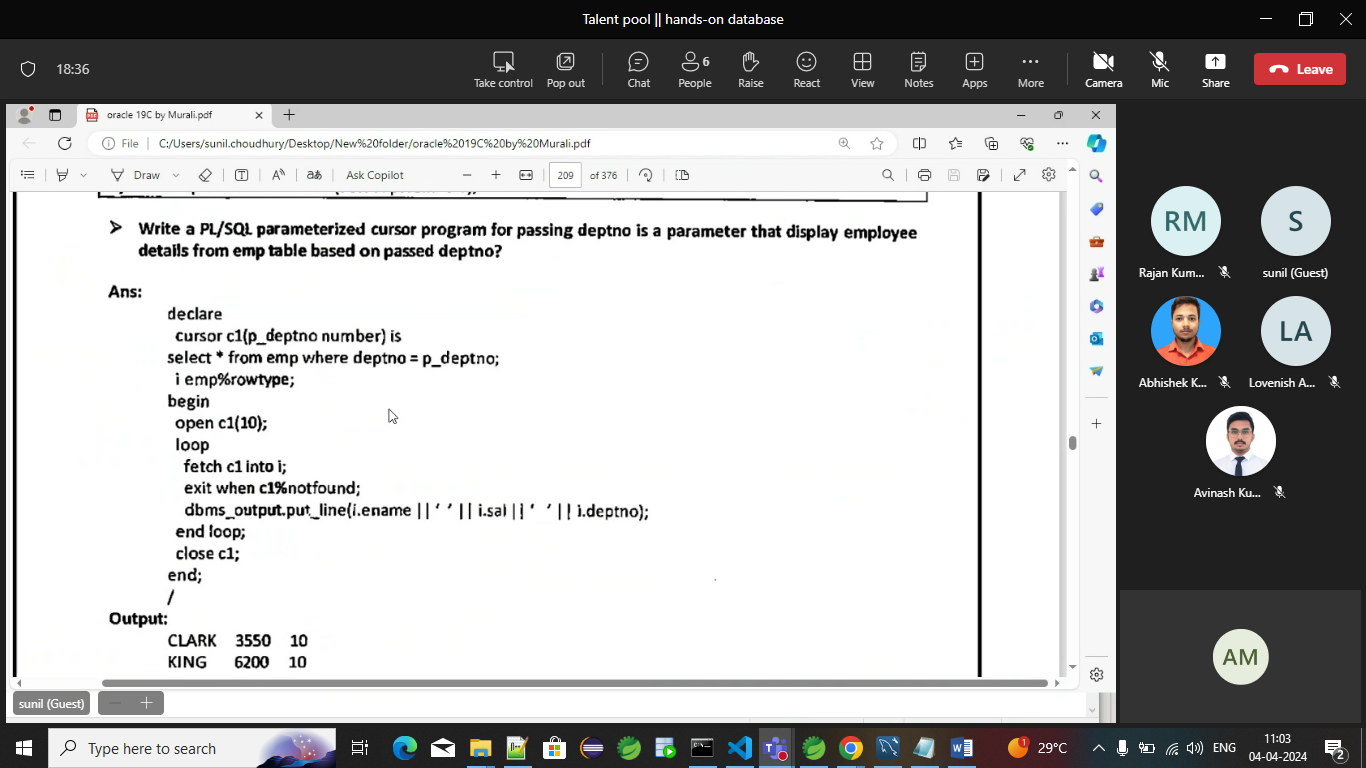 Talent pool || hands-on database
18:36
Take control
Pop out
Chat
6
People
Raise
React
View
Notes
Apps
More
Camera
Mic
Share
Leave
oracle 19C by Murali.pdf
File
C:/Users/sunil.choudhury/Desktop/New%20folder/oracle%2019C%20by%20Murali.pdf
Draw
Ask Copilot
209 of 376
➤ Write a PL/SQL parameterized cursor program for passing deptno is a parameter that display employee
details from emp table based on passed deptno?
Ans:
declare
cursor c1(p_deptno number) is
select * from emp where deptno = p_deptno;
i emp%rowtype;
begin
open c1(10);
loop
fetch c1 into i;
exit when c1%notfound;
dbms_output.put_line(i.ename || ‘ ’ || i.sal || ‘ ’ || i.deptno);
end loop;
close c1;
end;
/
Output:
CLARK 3550 10
KING 6200 10
sunil (Guest)
RM
Rajan Kum...
S
sunil (Guest)
Abhishek K...
LA
Lovenish A...
Avinash Ku...
AM
Type here to search
29°C
ENG
11:03
04-04-2024
2